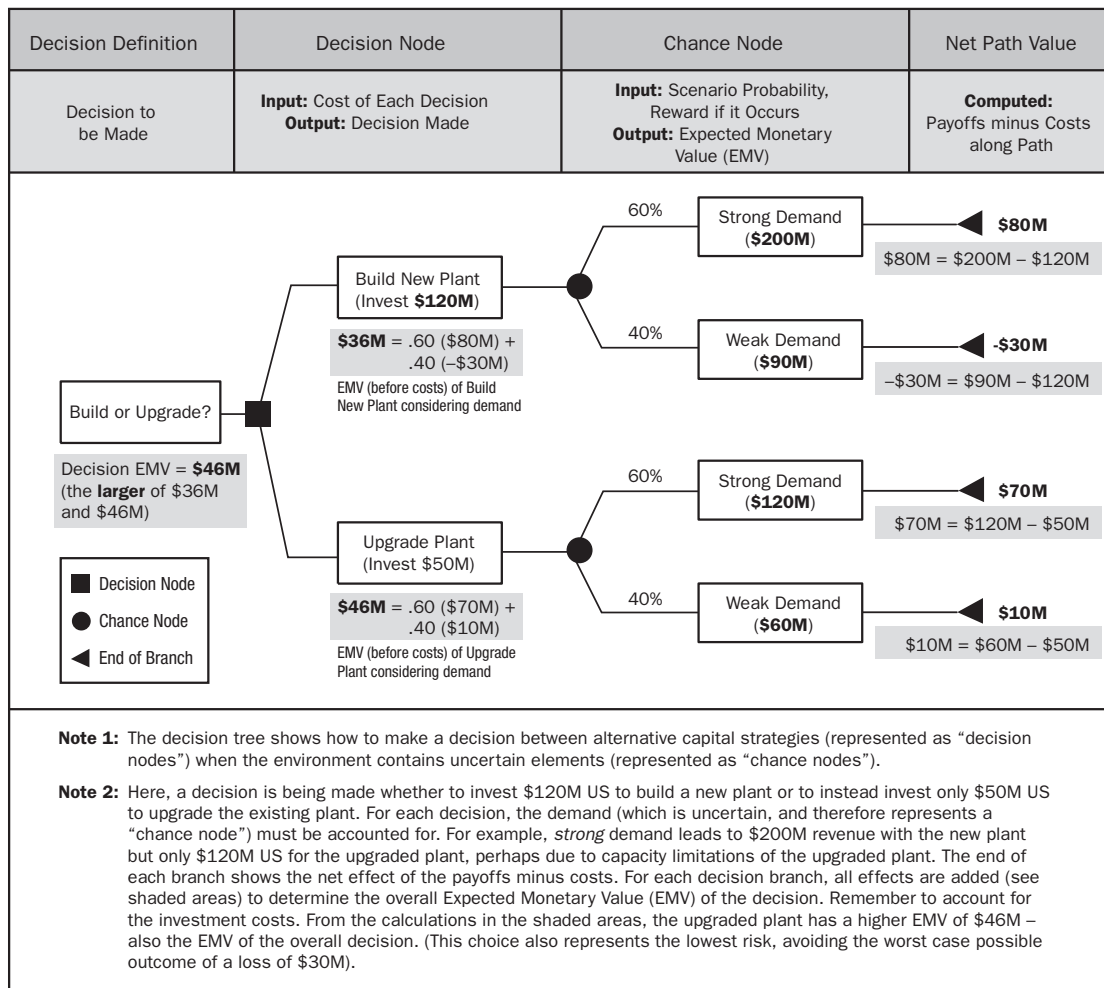 Decision Definition
Decision Node
Chance Node
Net Path Value
Decision to
be Made
Input: Cost of Each Decision
Output: Decision Made
Input: Scenario Probability,
Reward if it Occurs
Output: Expected Monetary
Value (EMV)
Computed:
Payoffs minus Costs
along Path
Build or Upgrade?
Decision EMV = $46M
(the larger of $36M
and $46M)
Build New Plant
(Invest $120M)
$36M = .60 ($80M) +
.40 (–$30M)
EMV (before costs) of Build
New Plant considering demand
60%
Strong Demand
($200M)
$80M
$80M = $200M – $120M
40%
Weak Demand
($90M)
-$30M
–$30M = $90M – $120M
Upgrade Plant
(Invest $50M)
$46M = .60 ($70M) +
.40 ($10M)
EMV (before costs) of Upgrade
Plant considering demand
60%
Strong Demand
($120M)
$70M
$70M = $120M – $50M
40%
Weak Demand
($60M)
$10M
$10M = $60M – $50M
Decision Node
Chance Node
End of Branch
Note 1: The decision tree shows how to make a decision between alternative capital strategies (represented as “decision
nodes”) when the environment contains uncertain elements (represented as “chance nodes”).
Note 2: Here, a decision is being made whether to invest $120M US to build a new plant or to instead invest only $50M US
to upgrade the existing plant. For each decision, the demand (which is uncertain, and therefore represents a
“chance node”) must be accounted for. For example, strong demand leads to $200M revenue with the new plant
but only $120M US for the upgraded plant, perhaps due to capacity limitations of the upgraded plant. The end of
each branch shows the net effect of the payoffs minus costs. For each decision branch, all effects are added (see
shaded areas) to determine the overall Expected Monetary Value (EMV) of the decision. Remember to account for
the investment costs. From the calculations in the shaded areas, the upgraded plant has a higher EMV of $46M –
also the EMV of the overall decision. (This choice also represents the lowest risk, avoiding the worst case possible
outcome of a loss of $30M).